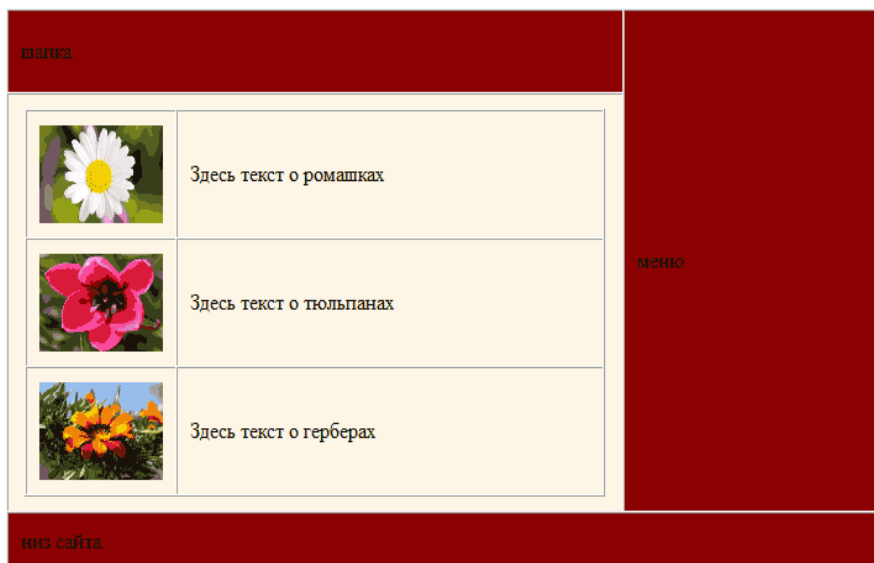 шапка
Здесь текст о ромашках
Здесь текст о тюльпанах
меню
Здесь текст о герберах
низ сайта